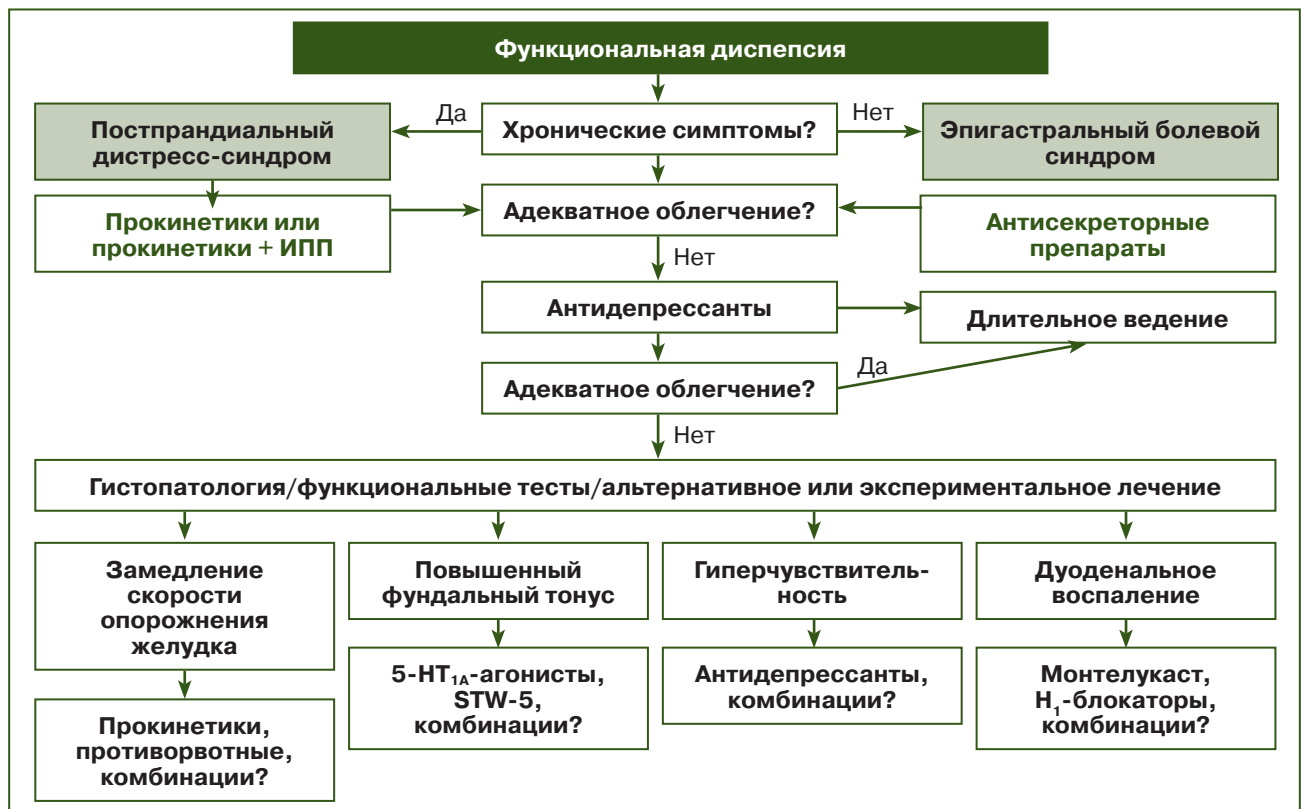 Функциональная диспепсия
Да
Нет
Постпрандиальный
дистресс-синдром
Хронические симптомы?
Эпигастральный болевой
синдром
Прокинетики или
прокинетики + ИПП
Адекватное облегчение?
Антисекреторные
препараты
Нет
Антидепрессанты
Длительное ведение
Адекватное облегчение?
Да
Нет
Гистопатология/функциональные тесты/альтернативное или экспериментальное лечение
Замедление
скорости
опорожнения
желудка
Повышенный
фундальный тонус
Гиперчувствитель-
ность
Дуоденальное
воспаление
Прокинетики,
противорвотные,
комбинации?
5-HT₁ₐ-агонисты,
STW-5,
комбинации?
Антидепрессанты,
комбинации?
Монтелукаст,
H₁-блокаторы,
комбинации?